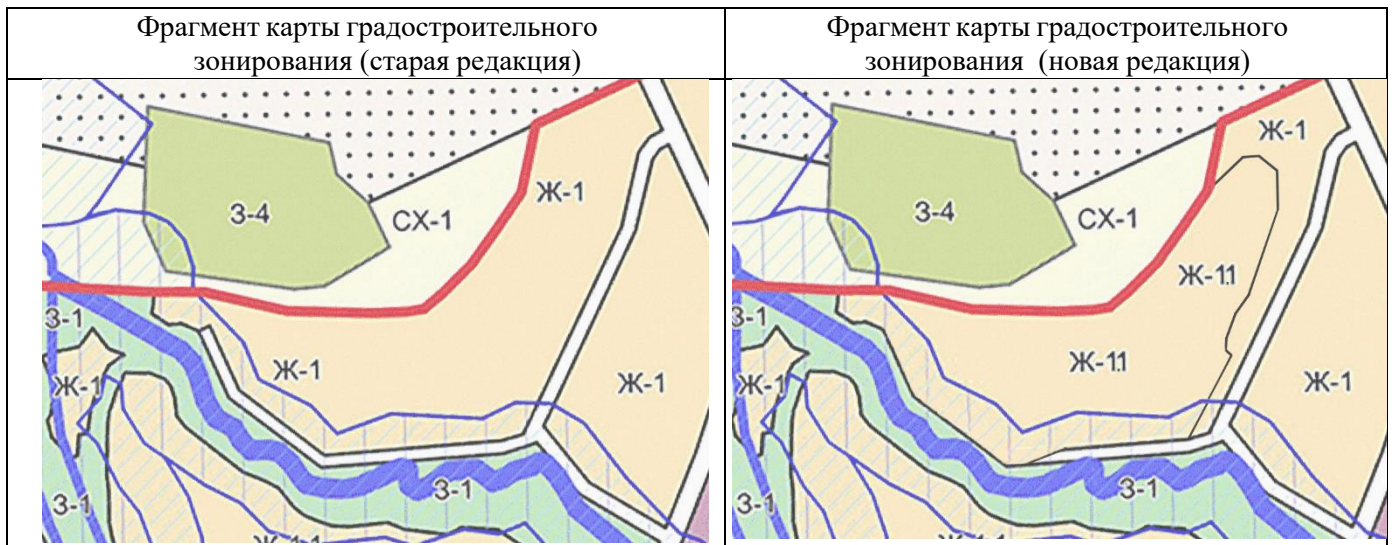 Фрагмент карты градостроительного
зонирования (старая редакция)
Фрагмент карты градостроительного
зонирования (новая редакция)
З-4
СХ-1
Ж-1
З-1
Ж-1
Ж-1
Ж-1
З-1
З-1
Ж-1
З-4
СХ-1
Ж-1.1
З-1
Ж-1.1
Ж-1
Ж-1
З-1
З-1